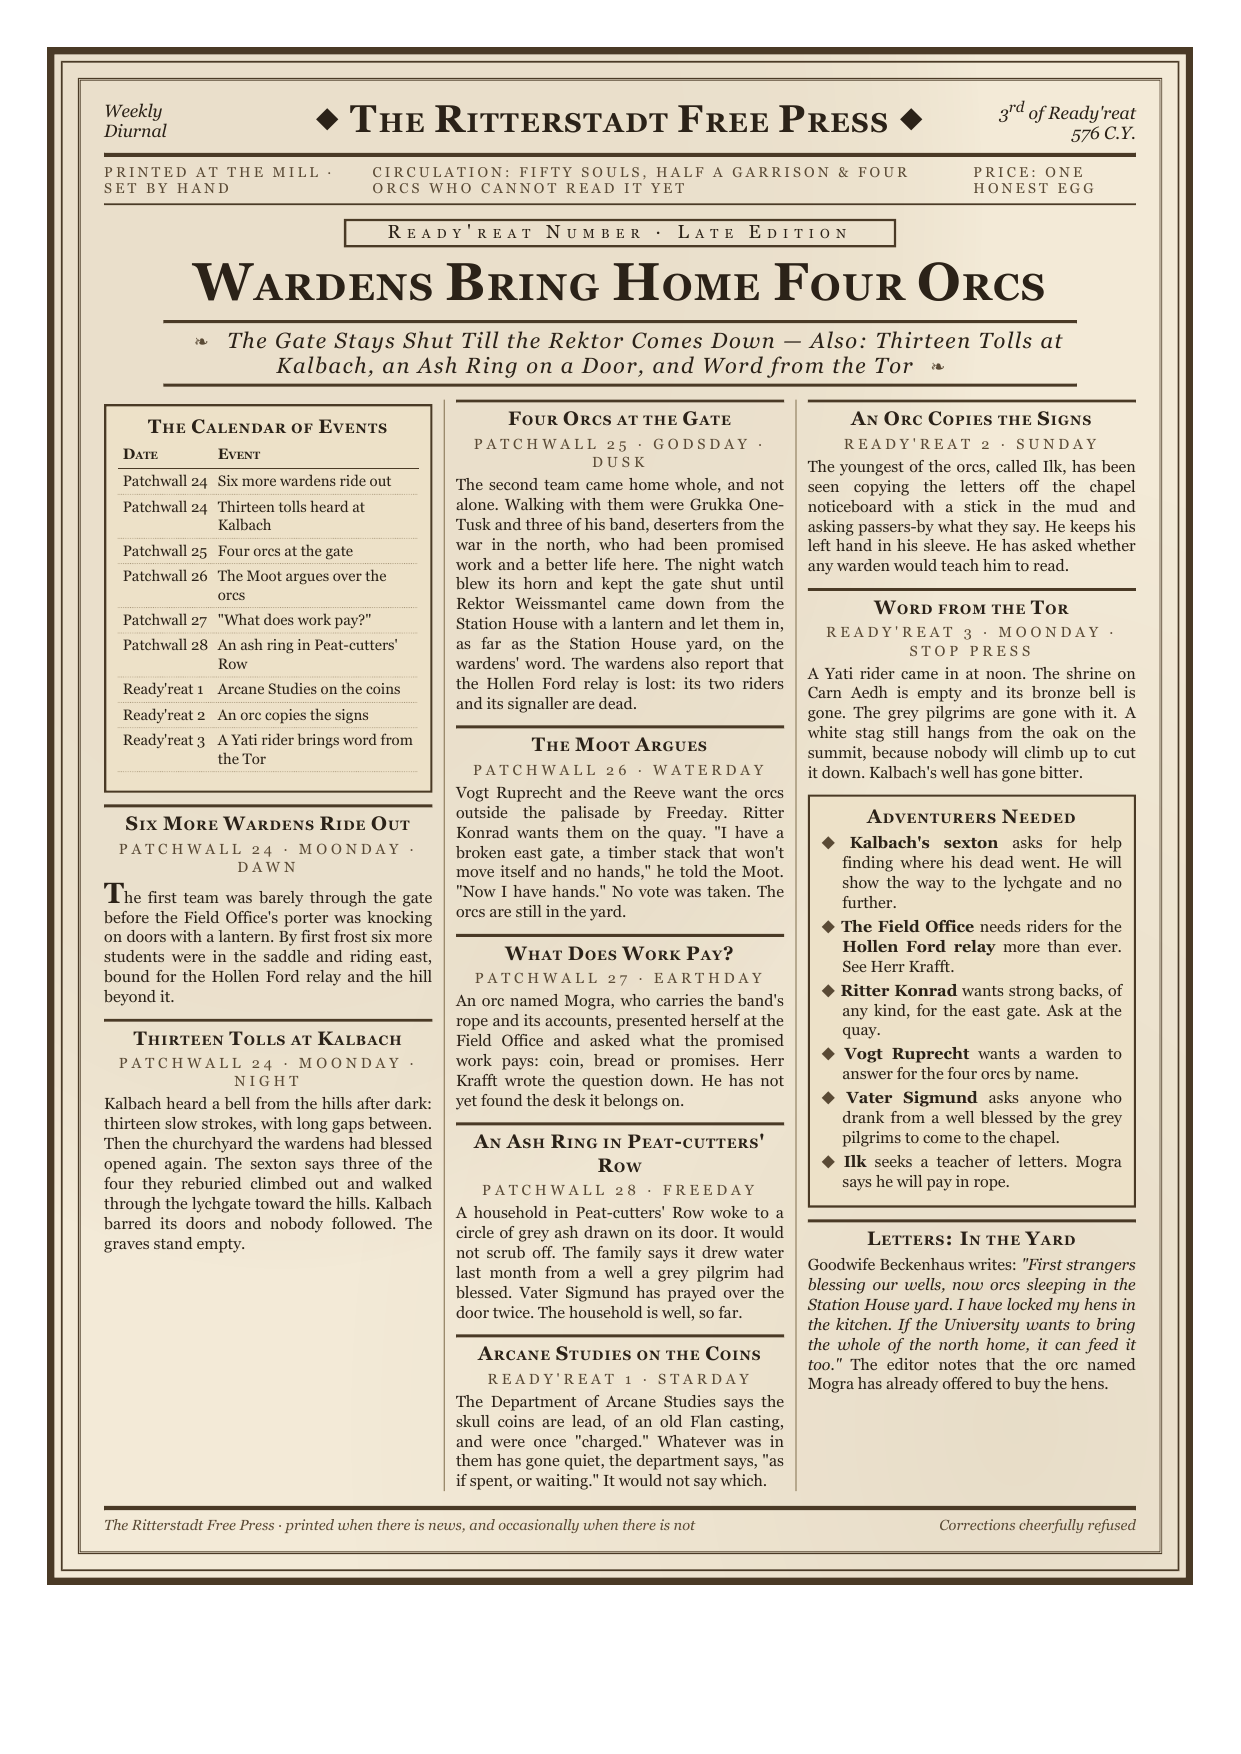 Weekly
Diurnal
◆ The Ritterstadt Free Press ◆
3rd of Ready'reat
576 C.Y.
PRINTED AT THE MILL ·
SET BY HAND
CIRCULATION: FIFTY SOULS, HALF A GARRISON & FOUR
ORCS WHO CANNOT READ IT YET
PRICE: ONE
HONEST EGG
Ready'reat Number · Late Edition
Wardens Bring Home Four Orcs
❧ The Gate Stays Shut Till the Rektor Comes Down — Also: Thirteen Tolls at
Kalbach, an Ash Ring on a Door, and Word from the Tor ❧
The Calendar of Events
Date Event
Patchwall 24 Six more wardens ride out
Patchwall 24 Thirteen tolls heard at
Kalbach
Patchwall 25 Four orcs at the gate
Patchwall 26 The Moot argues over the
orcs
Patchwall 27 "What does work pay?"
Patchwall 28 An ash ring in Peat-cutters'
Row
Ready'reat 1 Arcane Studies on the coins
Ready'reat 2 An orc copies the signs
Ready'reat 3 A Yati rider brings word from
the Tor
Six More Wardens Ride Out
PATCHWALL 24 · MOONDAY ·
DAWN
The first team was barely through the gate
before the Field Office's porter was knocking
on doors with a lantern. By first frost six more
students were in the saddle and riding east,
bound for the Hollen Ford relay and the hill
beyond it.
Thirteen Tolls at Kalbach
PATCHWALL 24 · MOONDAY ·
NIGHT
Kalbach heard a bell from the hills after dark:
thirteen slow strokes, with long gaps between.
Then the churchyard the wardens had blessed
opened again. The sexton says three of the
four they reburied climbed out and walked
through the lychgate toward the hills. Kalbach
barred its doors and nobody followed. The
graves stand empty.
Four Orcs at the Gate
PATCHWALL 25 · GODSDAY ·
DUSK
The second team came home whole, and not
alone. Walking with them were Grukka One-
Tusk and three of his band, deserters from the
war in the north, who had been promised
work and a better life here. The night watch
blew its horn and kept the gate shut until
Rektor Weissmantel came down from the
Station House with a lantern and let them in,
as far as the Station House yard, on the
wardens' word. The wardens also report that
the Hollen Ford relay is lost: its two riders
and its signaller are dead.
The Moot Argues
PATCHWALL 26 · WATERDAY
Vogt Ruprecht and the Reeve want the orcs
outside the palisade by Freeday. Ritter
Konrad wants them on the quay. "I have a
broken east gate, a timber stack that won't
move itself and no hands," he told the Moot.
"Now I have hands." No vote was taken. The
orcs are still in the yard.
What Does Work Pay?
PATCHWALL 27 · EARTHDAY
An orc named Mogra, who carries the band's
rope and its accounts, presented herself at the
Field Office and asked what the promised
work pays: coin, bread or promises. Herr
Krafft wrote the question down. He has not
yet found the desk it belongs on.
An Ash Ring in Peat-cutters'
Row
PATCHWALL 28 · FREEDAY
A household in Peat-cutters' Row woke to a
circle of grey ash drawn on its door. It would
not scrub off. The family says it drew water
last month from a well a grey pilgrim had
blessed. Vater Sigmund has prayed over the
door twice. The household is well, so far.
Arcane Studies on the Coins
READY'REAT 1 · STARDAY
The Department of Arcane Studies says the
skull coins are lead, of an old Flan casting,
and were once "charged." Whatever was in
them has gone quiet, the department says, "as
if spent, or waiting." It would not say which.
An Orc Copies the Signs
READY'REAT 2 · SUNDAY
The youngest of the orcs, called Ilk, has been
seen copying the letters off the chapel
noticeboard with a stick in the mud and
asking passers-by what they say. He keeps his
left hand in his sleeve. He has asked whether
any warden would teach him to read.
Word from the Tor
READY'REAT 3 · MOONDAY ·
STOP PRESS
A Yati rider came in at noon. The shrine on
Carn Aedh is empty and its bronze bell is
gone. The grey pilgrims are gone with it. A
white stag still hangs from the oak on the
summit, because nobody will climb up to cut
it down. Kalbach's well has gone bitter.
Adventurers Needed
◆ Kalbach's sexton asks for help
finding where his dead went. He will
show the way to the lychgate and no
further.
◆ The Field Office needs riders for the
Hollen Ford relay more than ever.
See Herr Krafft.
◆ Ritter Konrad wants strong backs, of
any kind, for the east gate. Ask at the
quay.
◆ Vogt Ruprecht wants a warden to
answer for the four orcs by name.
◆ Vater Sigmund asks anyone who
drank from a well blessed by the grey
pilgrims to come to the chapel.
◆ Ilk seeks a teacher of letters. Mogra
says he will pay in rope.
Letters: In the Yard
Goodwife Beckenhaus writes: "First strangers
blessing our wells, now orcs sleeping in the
Station House yard. I have locked my hens in
the kitchen. If the University wants to bring
the whole of the north home, it can feed it
too." The editor notes that the orc named
Mogra has already offered to buy the hens.
The Ritterstadt Free Press · printed when there is news, and occasionally when there is not
Corrections cheerfully refused